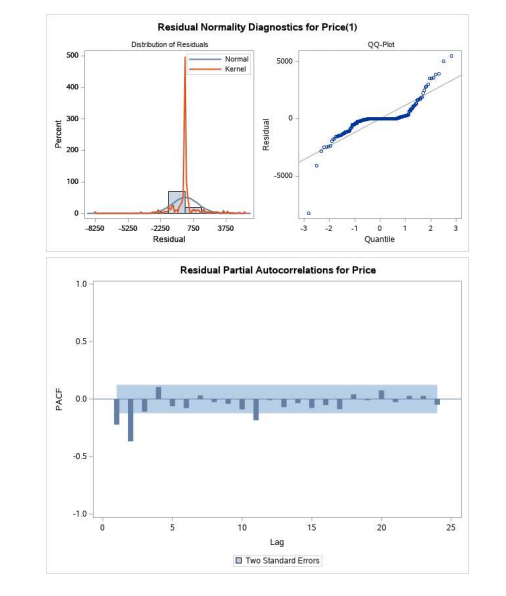 Residual Normality Diagnostics for Price(1)
Distribution of Residuals
QQ-Plot
Normal
Kernel
Percent
500
400
300
200
100
0
-8250 -5250 -2250 750 3750
Residual
Residual
5000
0
-5000
-3 -2 -1 0 1 2 3
Quantile
Residual Partial Autocorrelations for Price
PACF
1.0
0.5
0.0
-0.5
-1.0
0 5 10 15 20 25
Lag
Two Standard Errors